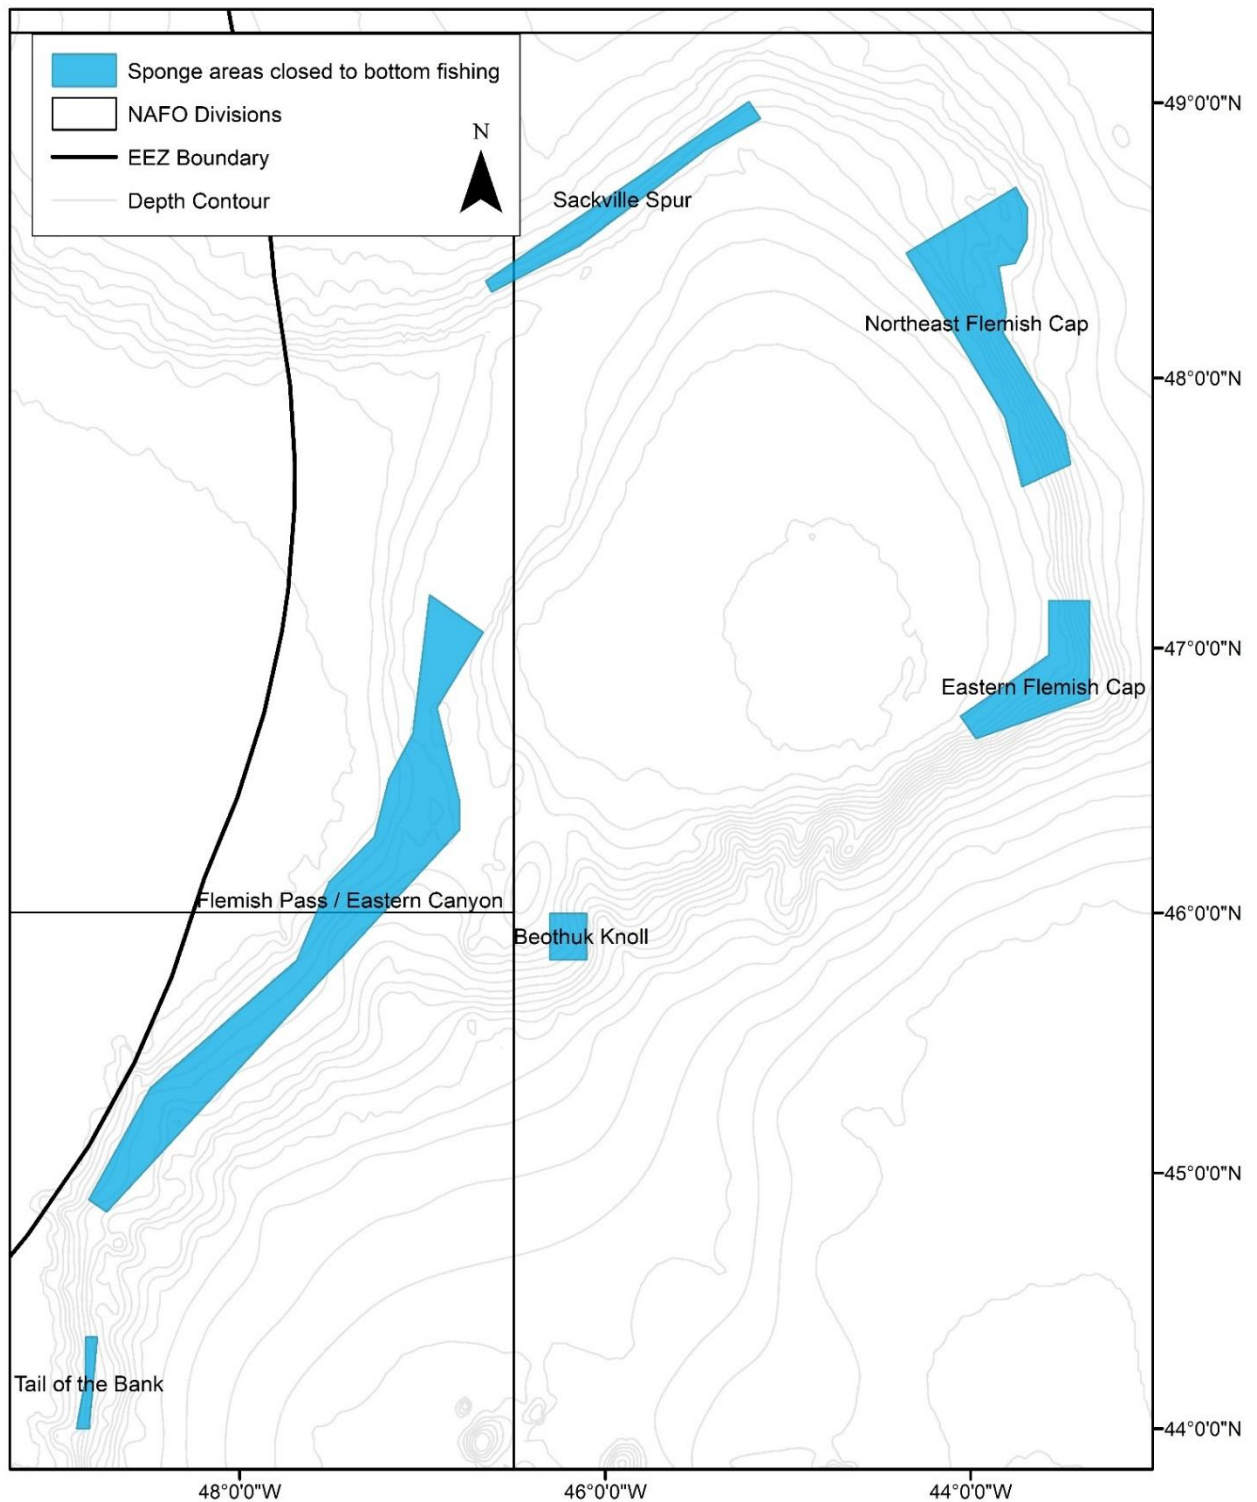 Sponge areas closed to bottom fishing
NAFO Divisions
EEZ Boundary
Depth Contour
N
49°0'0"N
Sackville Spur
Northeast Flemish Cap
48°0'0"N
47°0'0"N
Eastern Flemish Cap
Flemish Pass / Eastern Canyon
46°0'0"N
Beothuk Knoll
45°0'0"N
Tail of the Bank
44°0'0"N
48°0'0"W
46°0'0"W
44°0'0"W